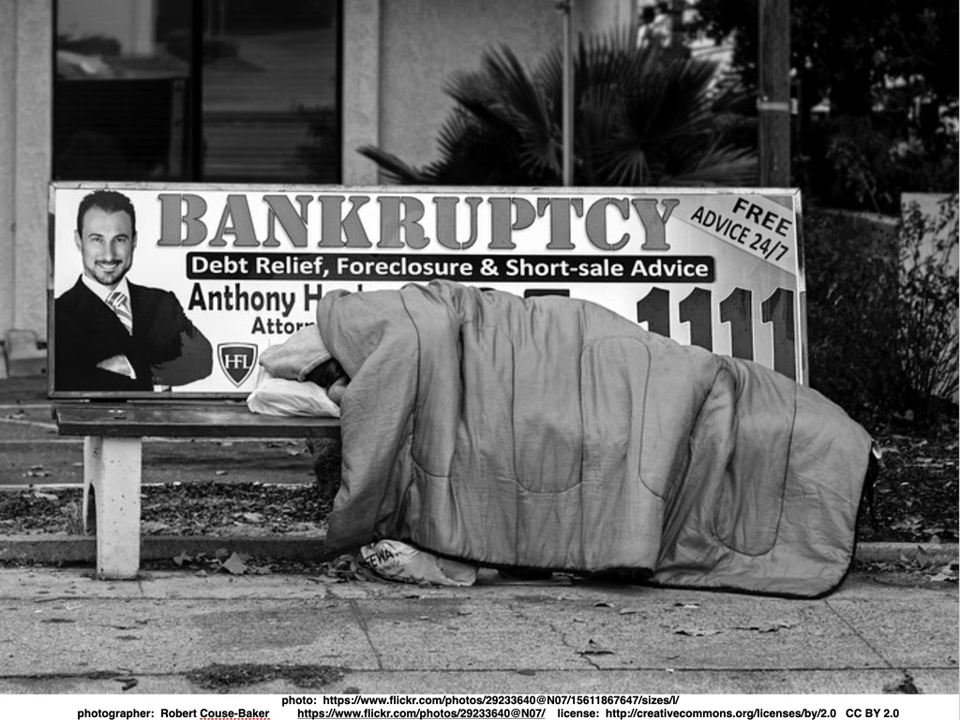 BANKRUPTCY
FREE
ADVICE 24/7
Debt Relief, Foreclosure & Short-sale Advice
Anthony
1111
HFL
photo: https://www.flickr.com/photos/29233640@N07/15611867647/sizes/l/
photographer: Robert Couse-Baker https://www.flickr.com/photos/29233640@N07/ license: http://creativecommons.org/licenses/by/2.0 CC BY 2.0